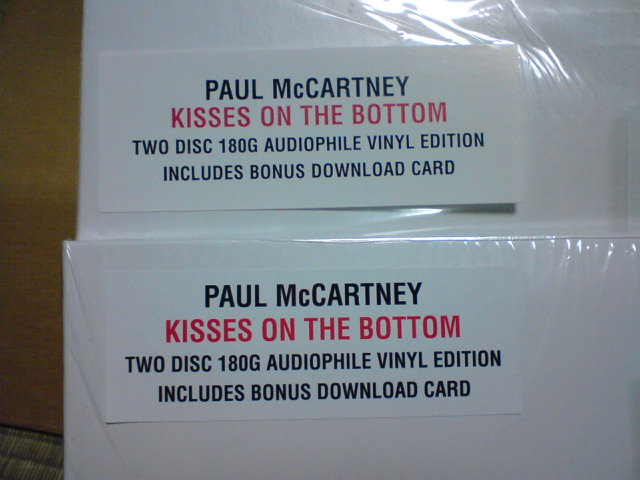 PAUL McCARTNEY
KISSES ON THE BOTTOM
TWO DISC 180G AUDIOPHILE VINYL EDITION
INCLUDES BONUS DOWNLOAD CARD
PAUL McCARTNEY
KISSES ON THE BOTTOM
TWO DISC 180G AUDIOPHILE VINYL EDITION
INCLUDES BONUS DOWNLOAD CARD